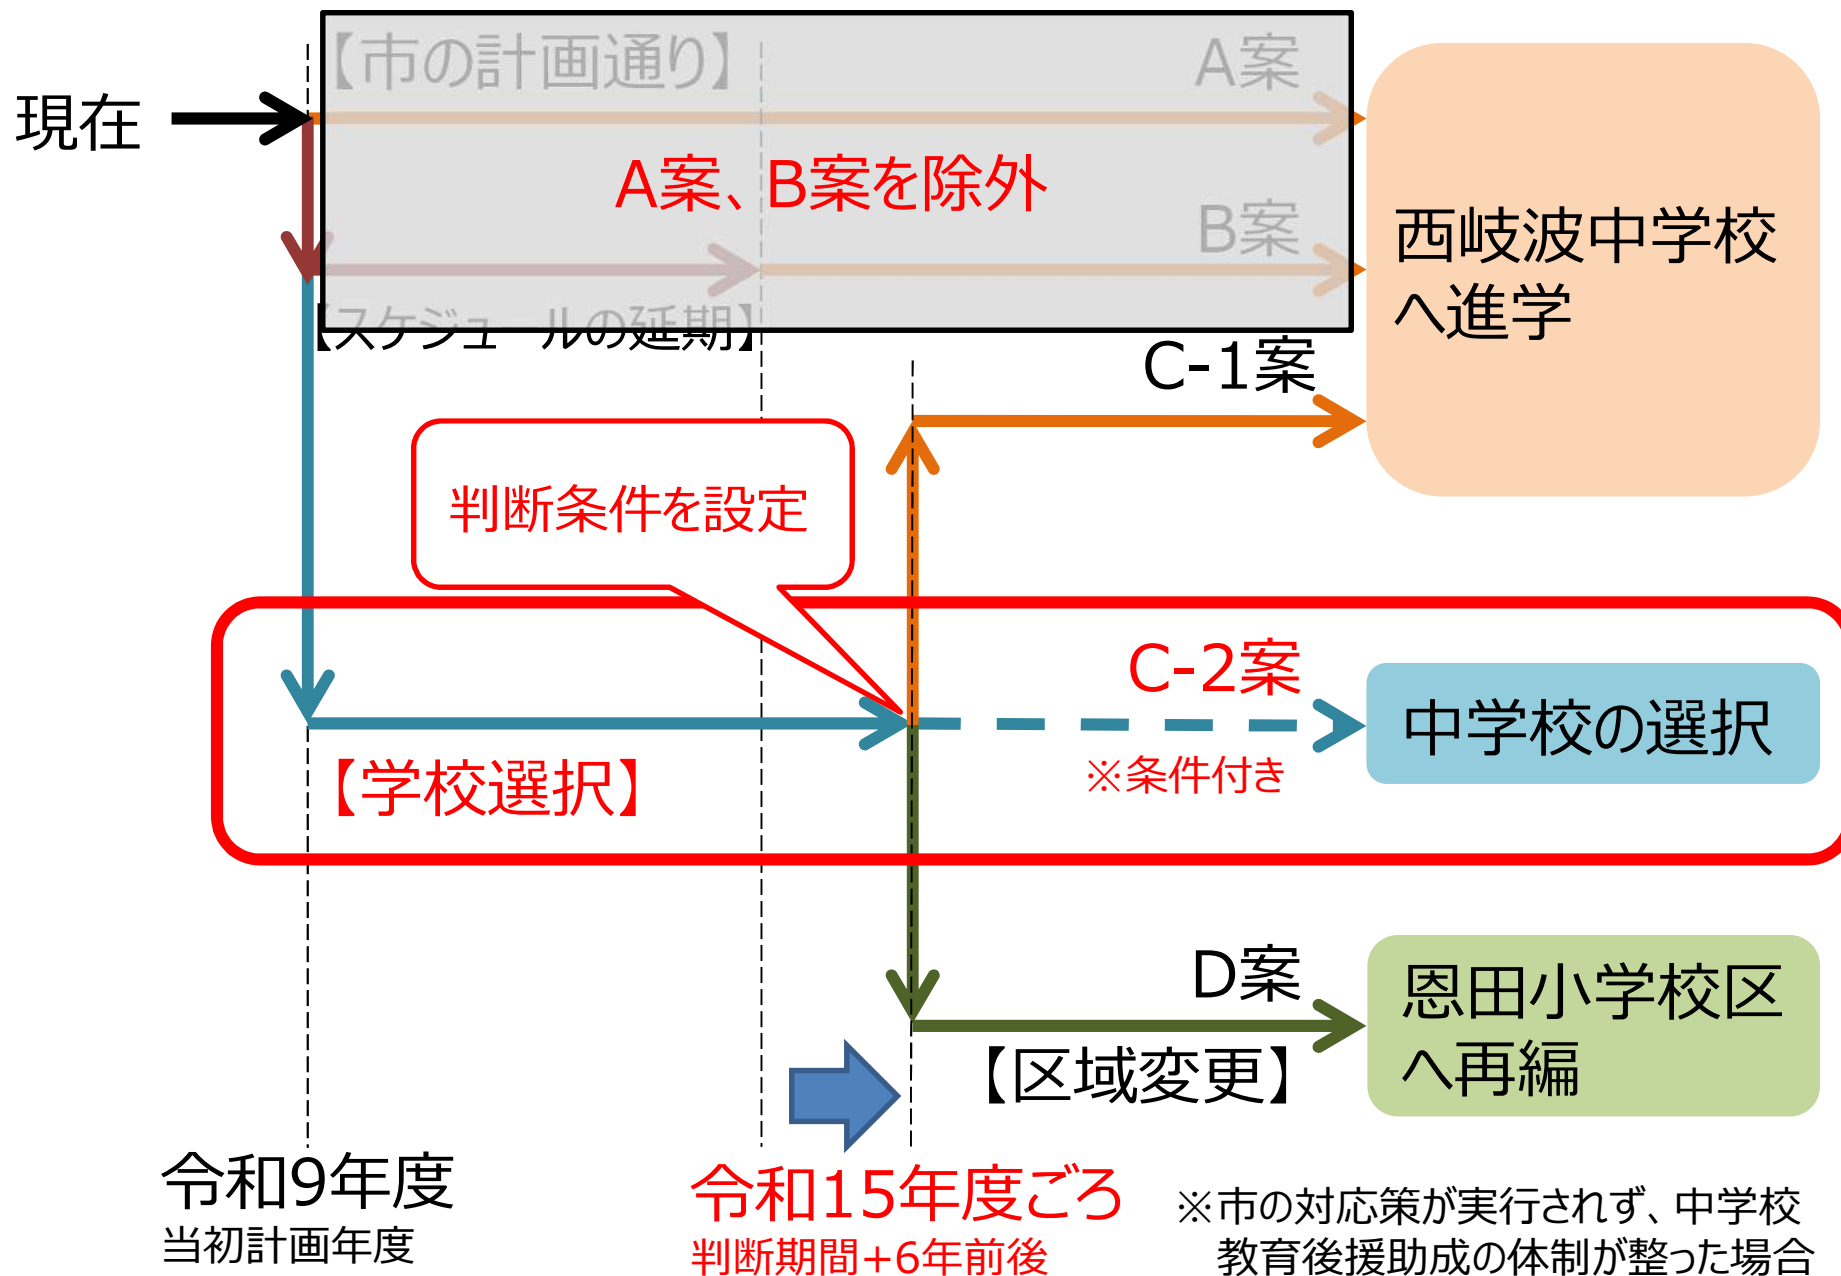 現在
【市の計画通り】
A案
A案、B案を除外
B案
【スケジュールの延期】
西岐波中学校
へ進学
C-1案
判断条件を設定
C-2案
※条件付き
中学校の選択
【学校選択】
D案
【区域変更】
恩田小学校区
へ再編
令和9年度
当初計画年度
令和15年度ごろ
判断期間+6年前後
※市の対応策が実行されず、中学校
教育後援助成の体制が整った場合